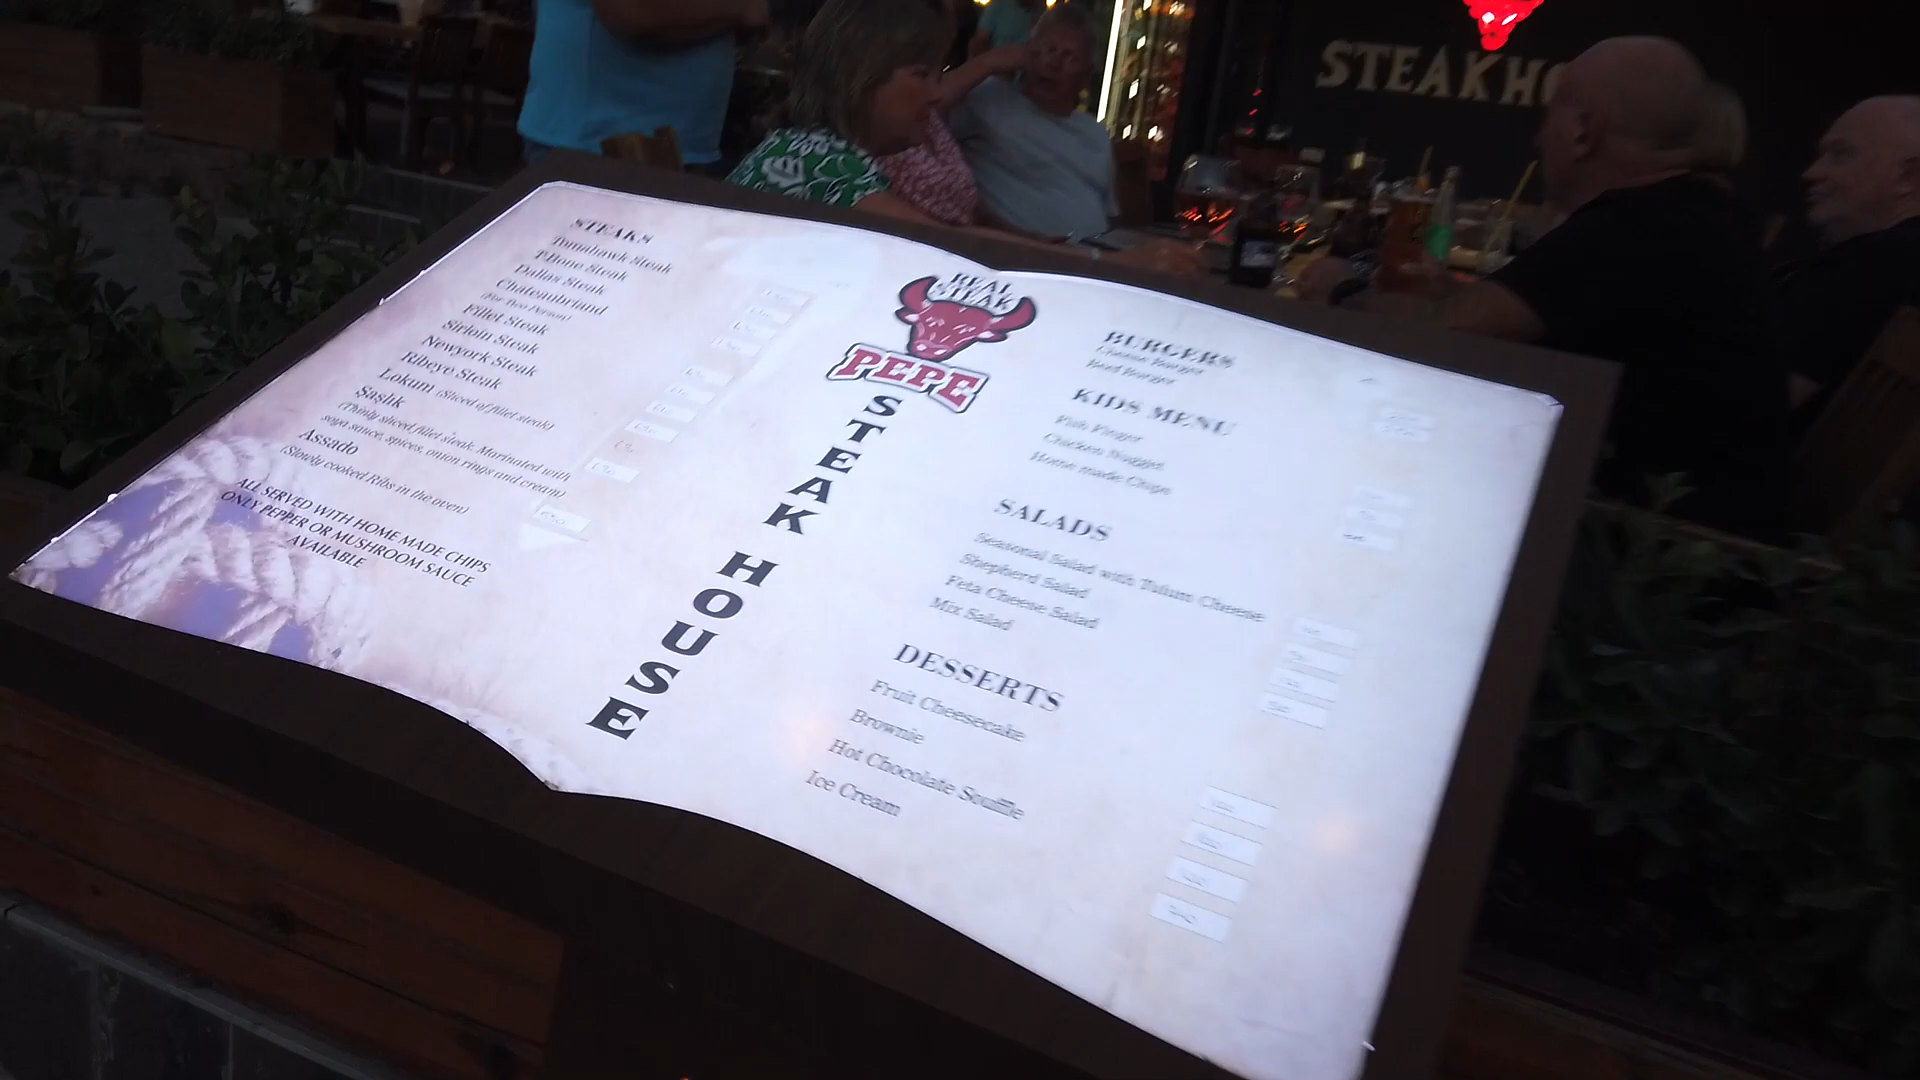 STEAKHO
STEAKS
Tomahawk Steak
T-Bone Steak
Dallas Steak
Chateaubriand
(For Two Person)
Fillet Steak
Sirloin Steak
Newyork Steak
Ribeye Steak
Lokum (Sliced of fillet steak)
Şaşlık
(Thinly sliced fillet steak. Marinated with
soya sauce, spices, onion rings and cream)
Assado
(Slowly cooked Ribs in the oven)
ALL SERVED WITH HOME MADE CHIPS
ONLY PEPPER OR MUSHROOM SAUCE
AVAILABLE
REAL
STEAK
PEPE
STEAK HOUSE
BURGERS
Cheese Burger
Beef Burger
KIDS MENU
Fish Finger
Chicken Nugget
Home made Chips
SALADS
Seasonal Salad with Tulum Cheese
Shepherd Salad
Feta Cheese Salad
Mix Salad
DESSERTS
Fruit Cheesecake
Brownie
Hot Chocolate Souffle
Ice Cream